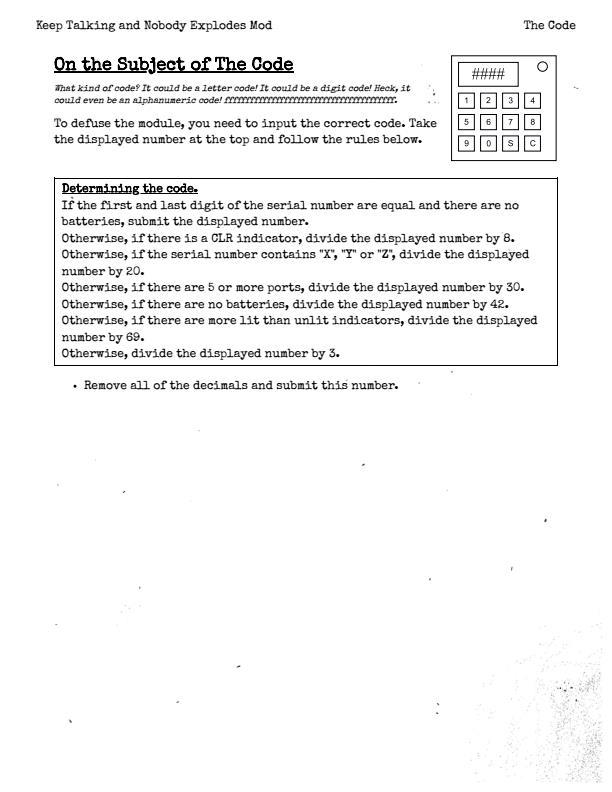 Keep Talking and Nobody Explodes Mod The Code
On the Subject of The Code
What kind of code? It could be a letter code! It could be a digit code! Heck, it
could even be an alphanumeric code!
To defuse the module, you need to input the correct code. Take
the displayed number at the top and follow the rules below.
####
1 2 3 4
5 6 7 8
9 0 S C
Determining the code.
If the first and last digit of the serial number are equal and there are no
batteries, submit the displayed number.
Otherwise, if there is a CLR indicator, divide the displayed number by 8.
Otherwise, if the serial number contains "X", "Y" or "Z", divide the displayed
number by 20.
Otherwise, if there are 5 or more ports, divide the displayed number by 30.
Otherwise, if there are no batteries, divide the displayed number by 42.
Otherwise, if there are more lit than unlit indicators, divide the displayed
number by 69.
Otherwise, divide the displayed number by 3.
• Remove all of the decimals and submit this number.